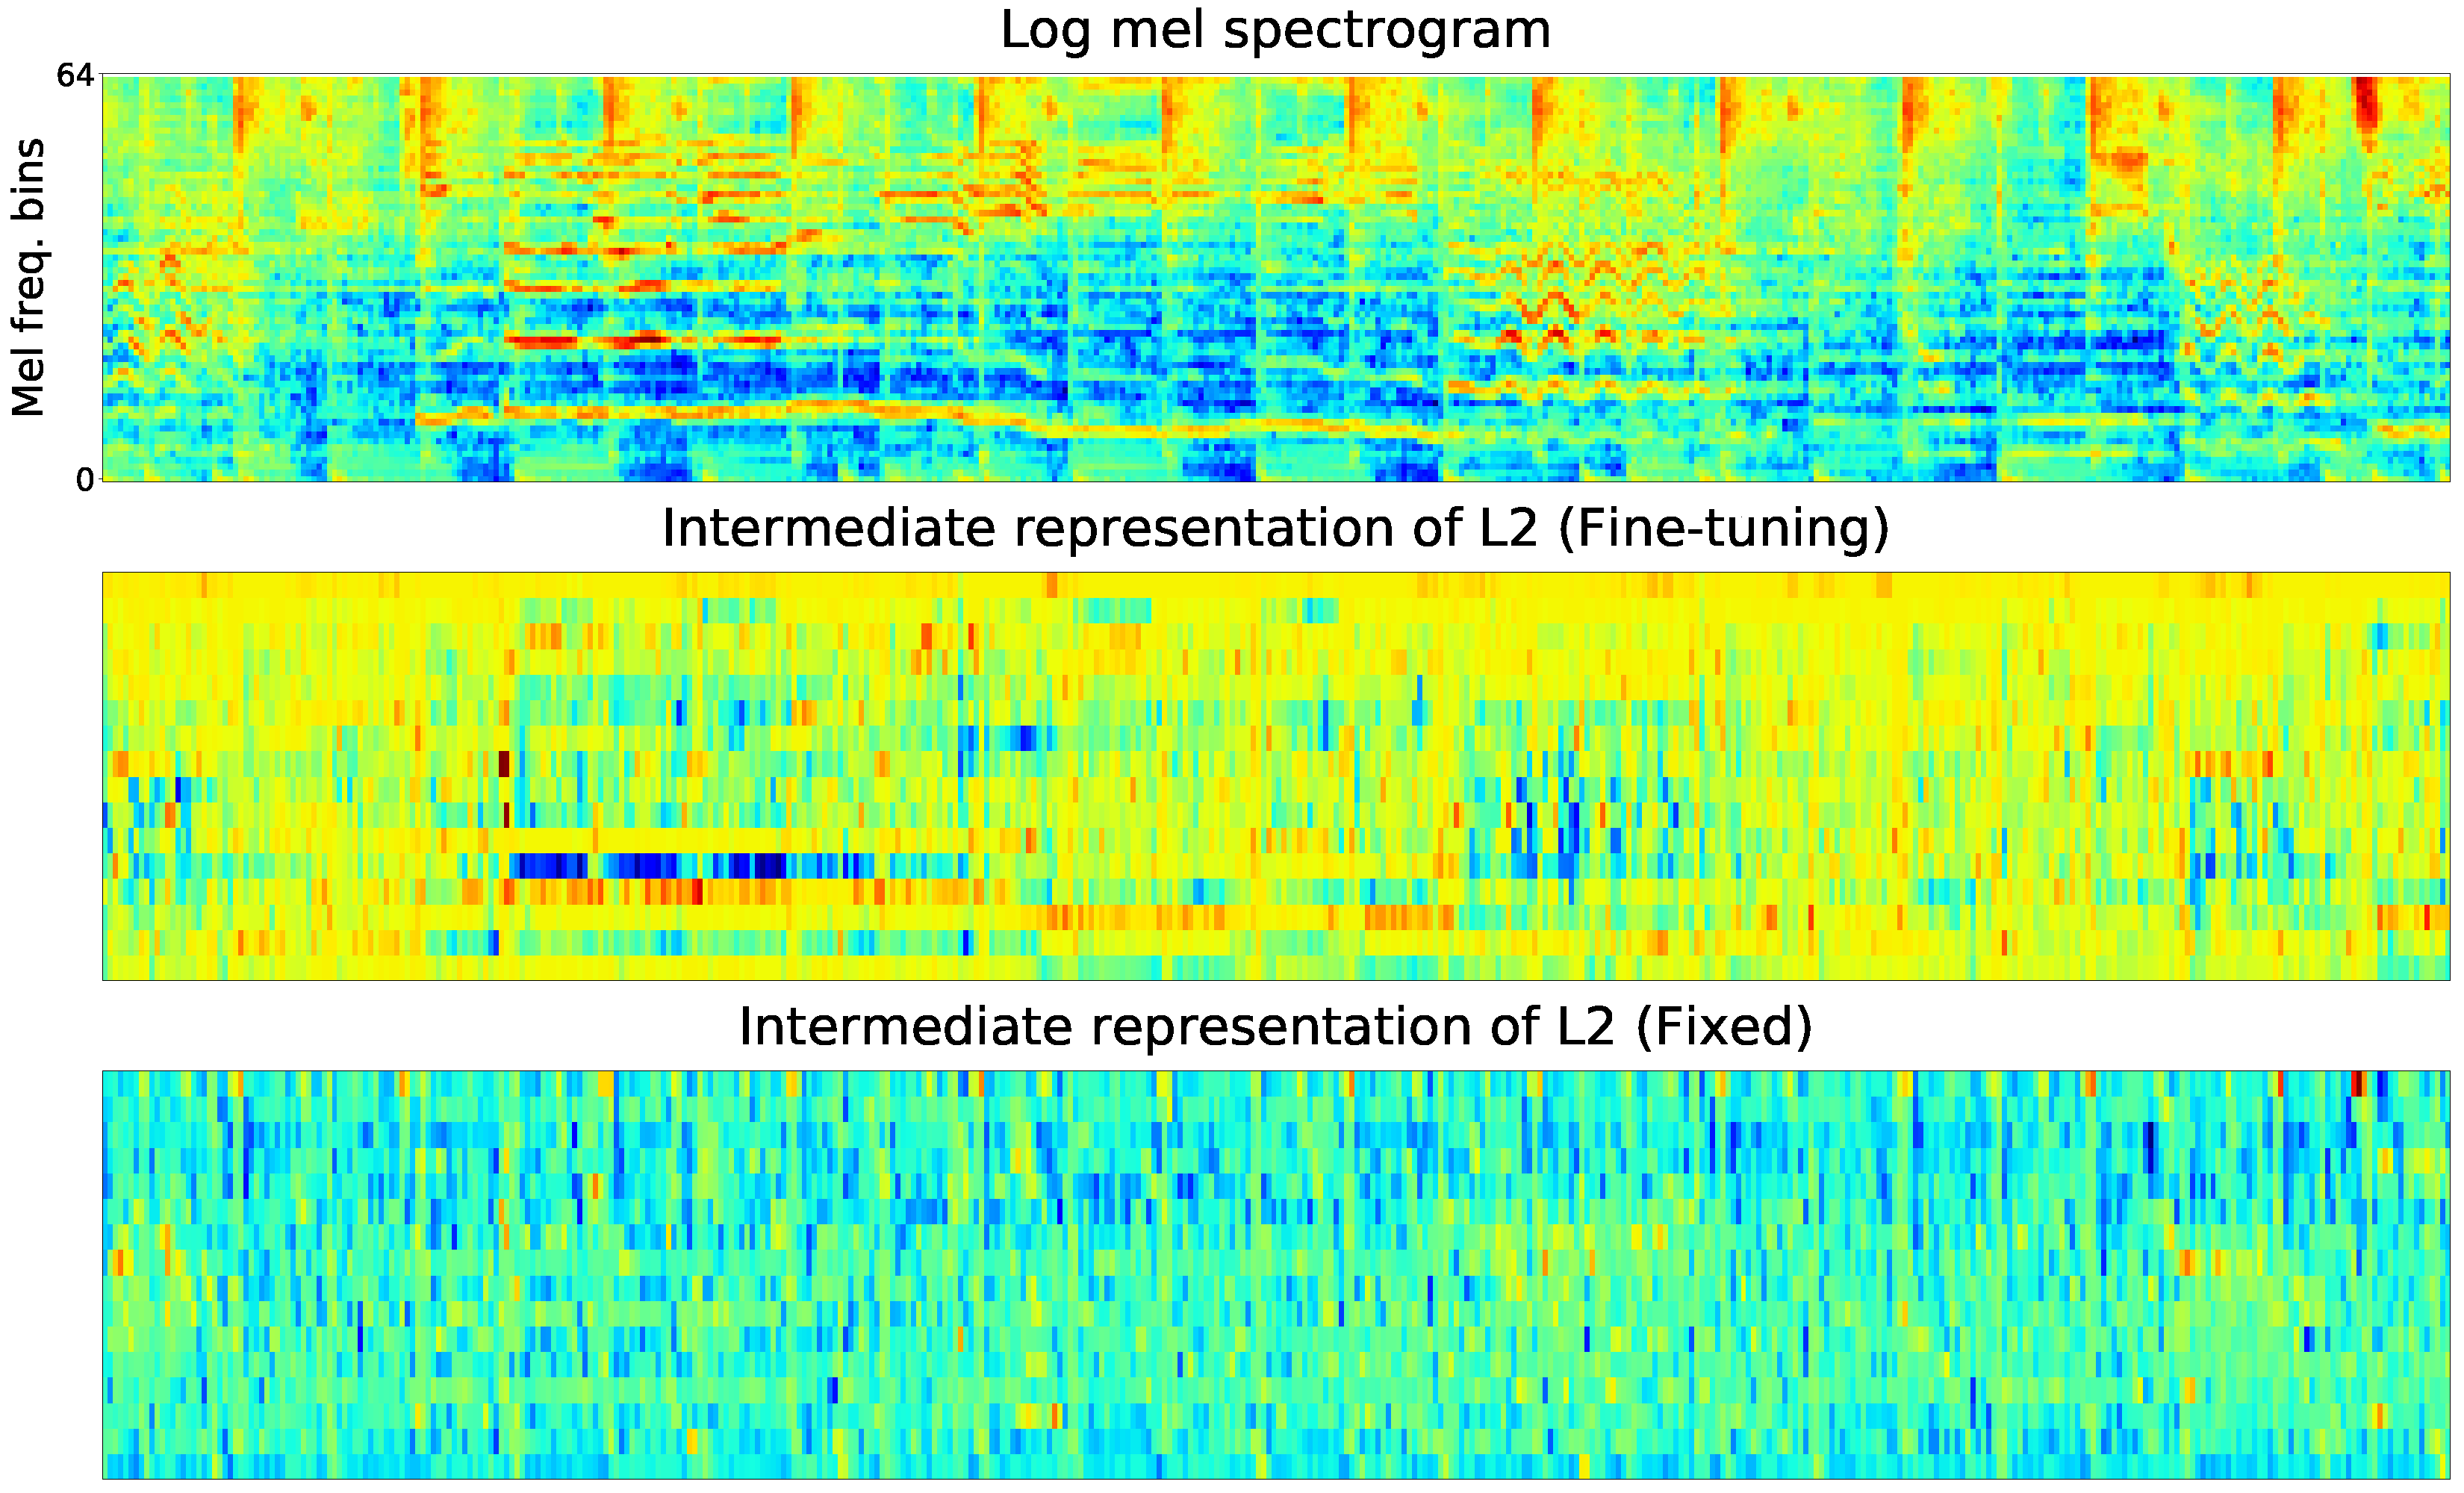 Log mel spectrogram
64
Mel freq. bins
0
Intermediate representation of L2 (Fine-tuning)
Intermediate representation of L2 (Fixed)